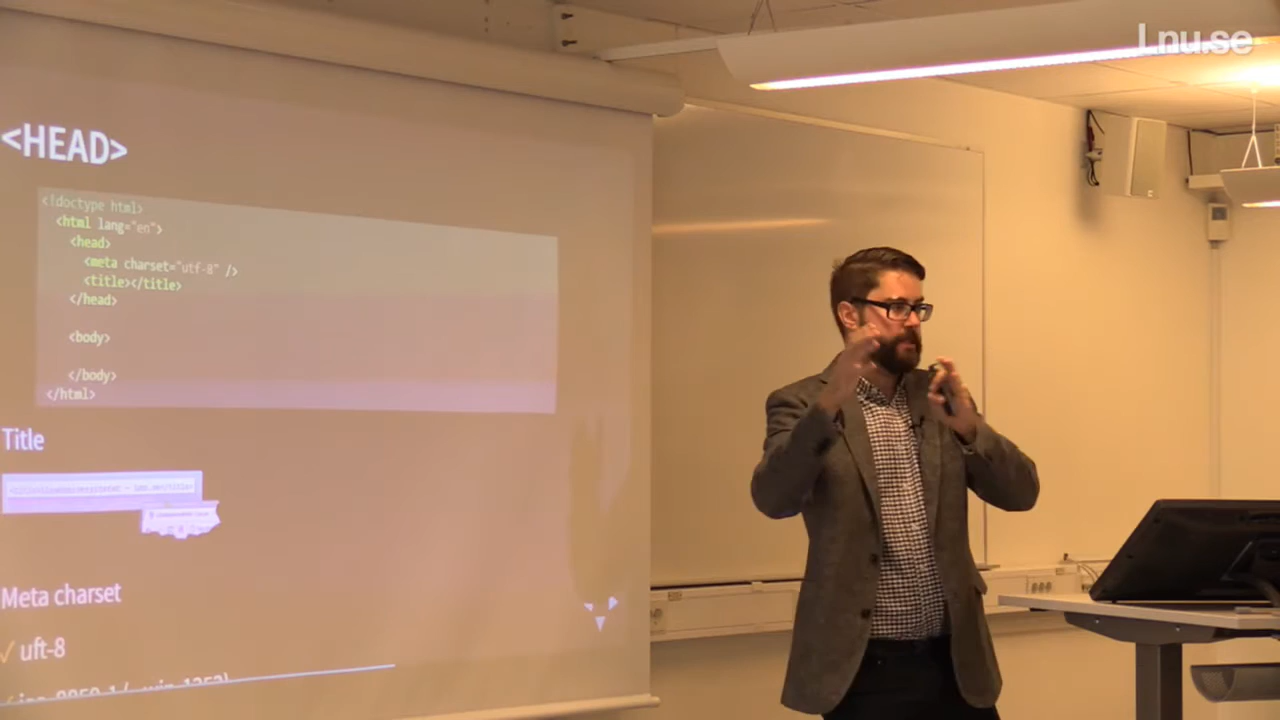 Lnu.se
<HEAD>
<!doctype html>
<html lang="en">
<head>
<meta charset="utf-8" />
<title></title>
</head>
<body>
</body>
</html>
Title
Meta charset
✓ uft-8